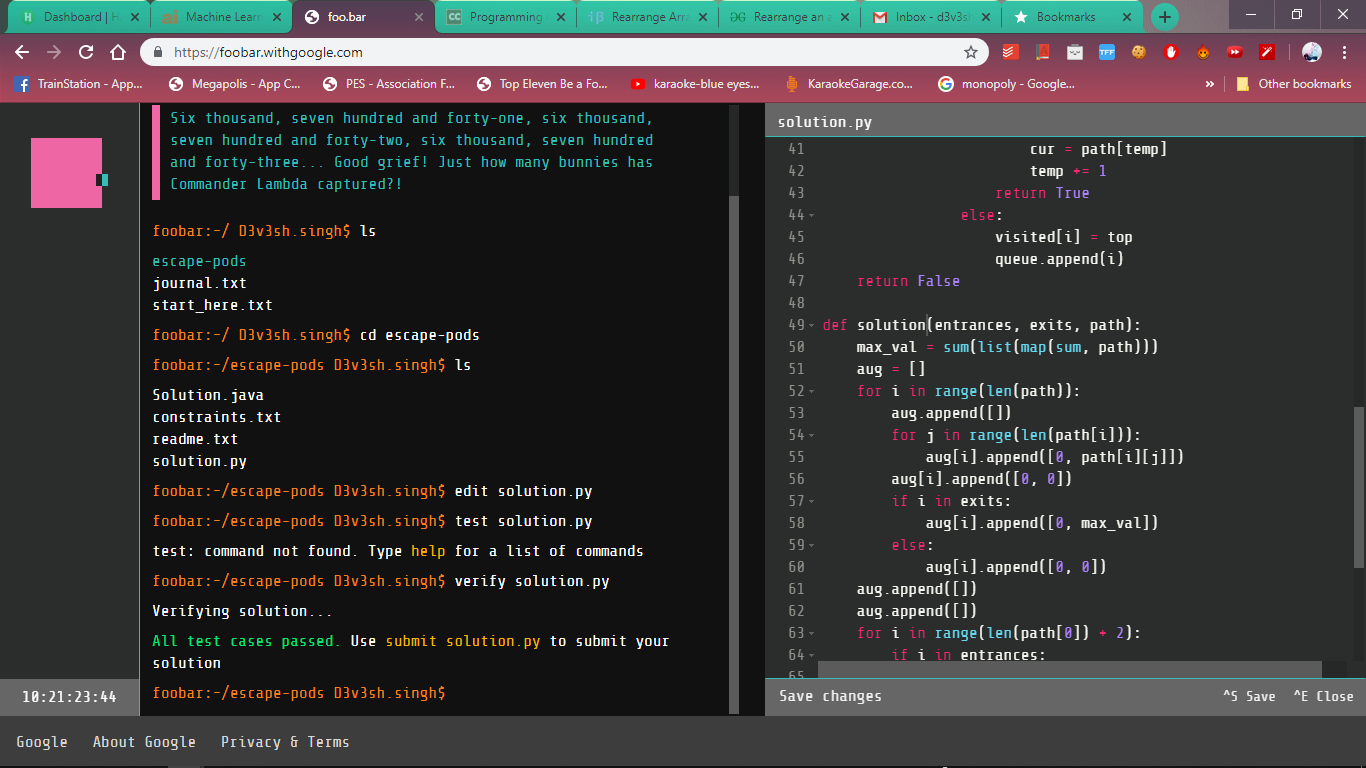 Dashboard | H
Machine Learn
foo.bar
Programming
Rearrange Arr
Rearrange an a
Inbox - d3v3sh
Bookmarks
https://foobar.withgoogle.com
TrainStation - App...
Megapolis - App C...
PES - Association F...
Top Eleven Be a Fo...
karaoke-blue eyes...
KaraokeGarage.co...
monopoly - Google...
»
Other bookmarks
Six thousand, seven hundred and forty-one, six thousand,
seven hundred and forty-two, six thousand, seven hundred
and forty-three... Good grief! Just how many bunnies has
Commander Lambda captured?!
foobar:~/ D3v3sh.singh$ ls
escape-pods
journal.txt
start_here.txt
foobar:~/ D3v3sh.singh$ cd escape-pods
foobar:~/escape-pods D3v3sh.singh$ ls
Solution.java
constraints.txt
readme.txt
solution.py
foobar:~/escape-pods D3v3sh.singh$ edit solution.py
foobar:~/escape-pods D3v3sh.singh$ test solution.py
test: command not found. Type help for a list of commands
foobar:~/escape-pods D3v3sh.singh$ verify solution.py
Verifying solution...
All test cases passed. Use submit solution.py to submit your
solution
foobar:~/escape-pods D3v3sh.singh$
10:21:23:44
solution.py
41 cur = path[temp]
42 temp += 1
43 return True
44 else:
45 visited[i] = top
46 queue.append(i)
47 return False
48
49 def solution(entrances, exits, path):
50 max_val = sum(list(map(sum, path)))
51 aug = []
52 for i in range(len(path)):
53 aug.append([])
54 for j in range(len(path[i])):
55 aug[i].append([0, path[i][j]])
56 aug[i].append([0, 0])
57 if i in exits:
58 aug[i].append([0, max_val])
59 else:
60 aug[i].append([0, 0])
61 aug.append([])
62 aug.append([])
63 for i in range(len(path[0]) + 2):
64 if i in entrances:
65
Save changes
^S Save ^E Close
Google About Google Privacy & Terms